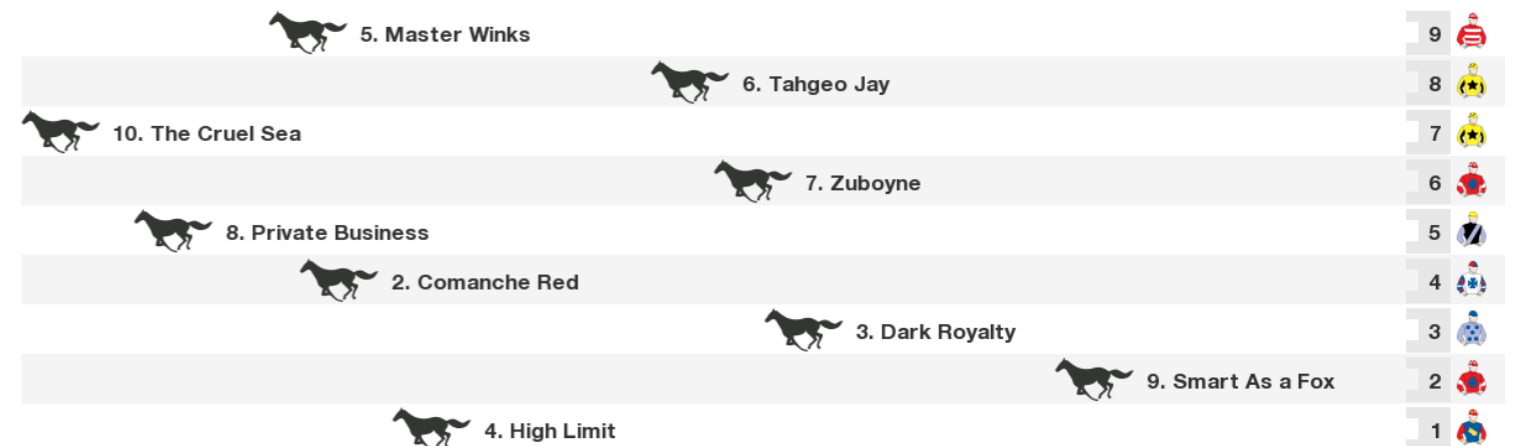 5. Master Winks 9
6. Tahgeo Jay 8
10. The Cruel Sea 7
7. Zuboyne 6
8. Private Business 5
2. Comanche Red 4
3. Dark Royalty 3
9. Smart As a Fox 2
4. High Limit 1